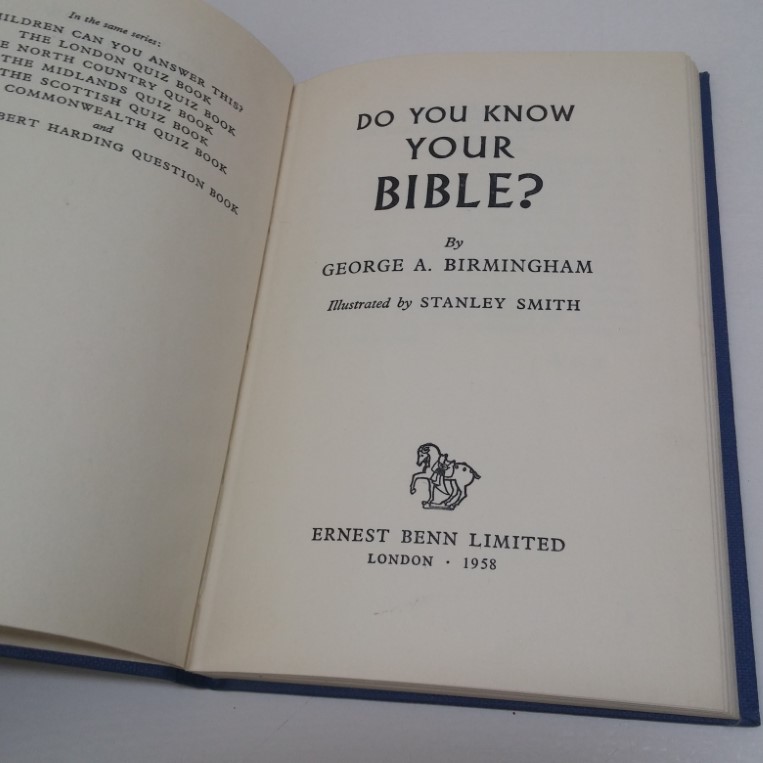 In the same series:
CHILDREN CAN YOU ANSWER THIS?
THE LONDON QUIZ BOOK
NORTH COUNTRY QUIZ BOOK
THE MIDLANDS QUIZ BOOK
THE SCOTTISH QUIZ BOOK
COMMONWEALTH QUIZ BOOK
and
BERT HARDING QUESTION BOOK
DO YOU KNOW
YOUR
BIBLE?
By
GEORGE A. BIRMINGHAM
Illustrated by STANLEY SMITH
ERNEST BENN LIMITED
LONDON · 1958